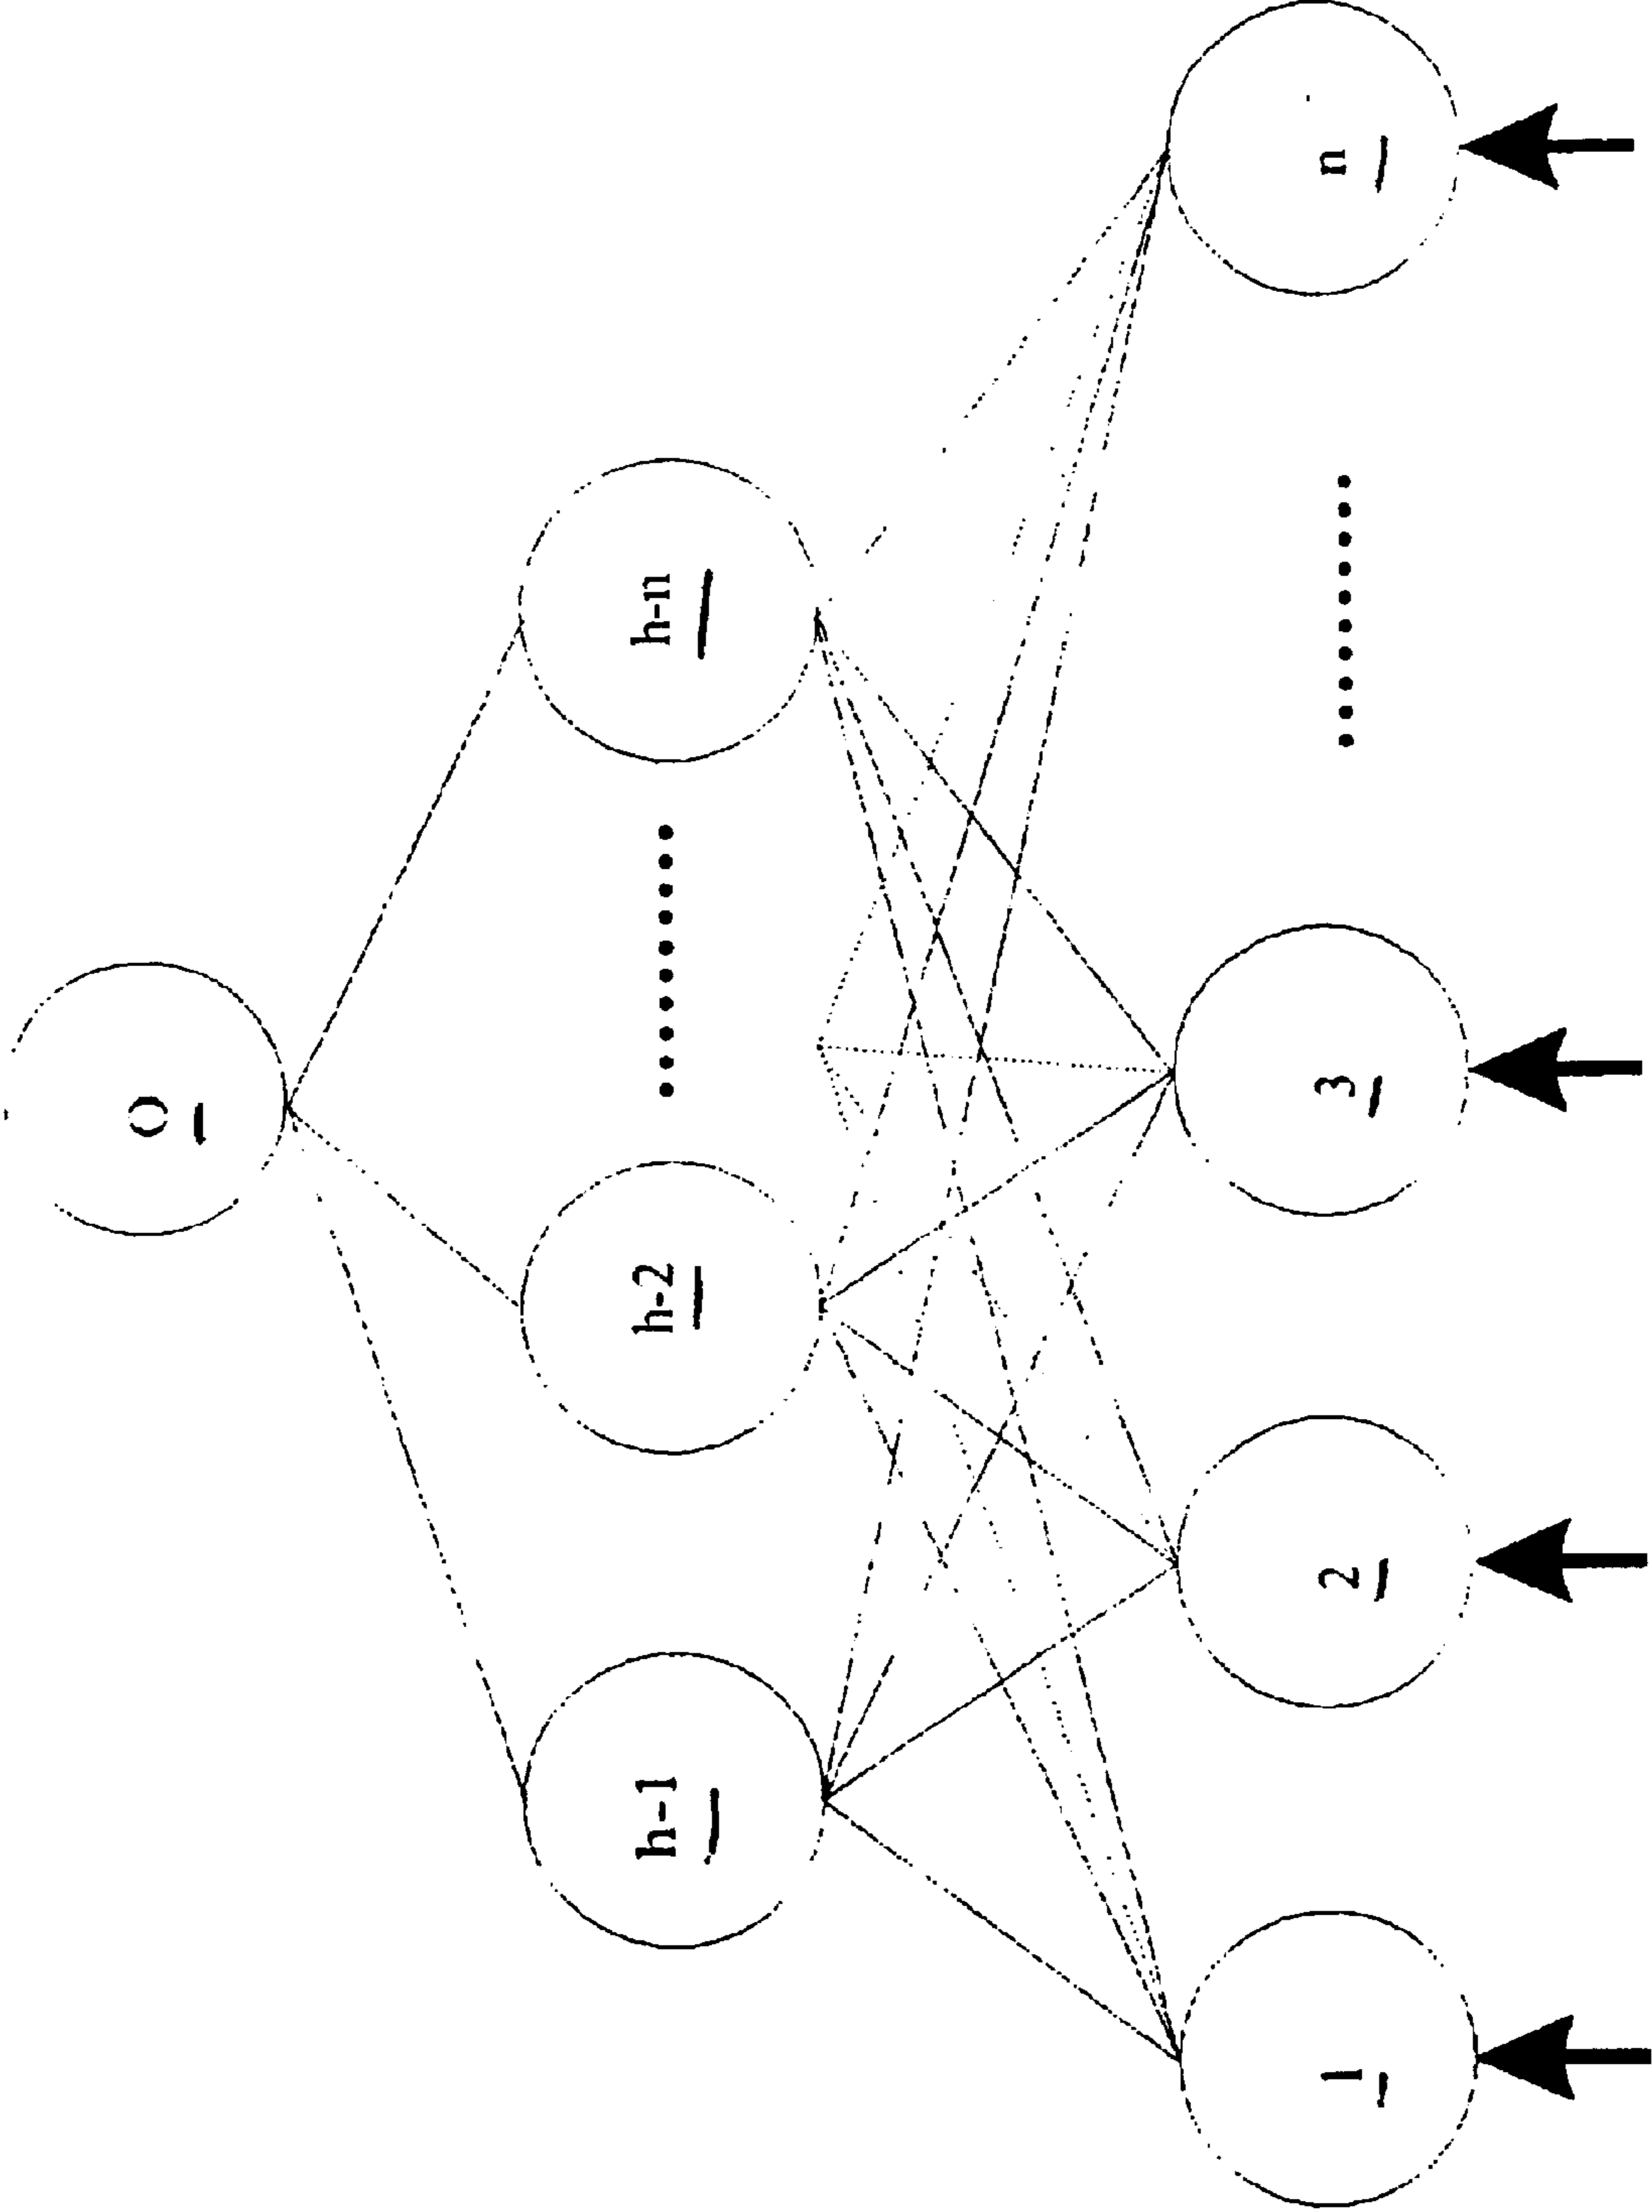 O
h-1 h-2 .......... h-n
1 2 3 .......... n